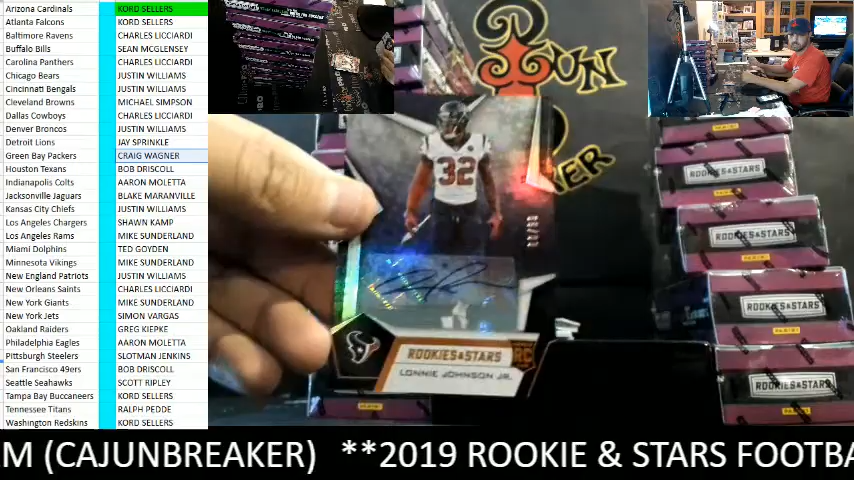 Arizona Cardinals KORD SELLERS
Atlanta Falcons KORD SELLERS
Baltimore Ravens CHARLES LICCIARDI
Buffalo Bills SEAN MCGLENSEY
Carolina Panthers CHARLES LICCIARDI
Chicago Bears JUSTIN WILLIAMS
Cincinnati Bengals JUSTIN WILLIAMS
Cleveland Browns MICHAEL SIMPSON
Dallas Cowboys CHARLES LICCIARDI
Denver Broncos JUSTIN WILLIAMS
Detroit Lions JAY SPRINKLE
Green Bay Packers CRAIG WAGNER
Houston Texans BOB DRISCOLL
Indianapolis Colts AARON MOLETTA
Jacksonville Jaguars BLAKE MARANVILLE
Kansas City Chiefs JUSTIN WILLIAMS
Los Angeles Chargers SHAWN KAMP
Los Angeles Rams MIKE SUNDERLAND
Miami Dolphins TED GOYDEN
Minnesota Vikings MIKE SUNDERLAND
New England Patriots JUSTIN WILLIAMS
New Orleans Saints CHARLES LICCIARDI
New York Giants MIKE SUNDERLAND
New York Jets SIMON VARGAS
Oakland Raiders GREG KIEPKE
Philadelphia Eagles AARON MOLETTA
Pittsburgh Steelers SLOTMAN JENKINS
San Francisco 49ers BOB DRISCOLL
Seattle Seahawks SCOTT RIPLEY
Tampa Bay Buccaneers KORD SELLERS
Tennessee Titans RALPH PEDDE
Washington Redskins KORD SELLERS
32
ROOKIES&STARS RC
LONNIE JOHNSON JR.
ROOKIES&STARS
PANINI
ROOKIES&STARS
PANINI
ROOKIES&STARS
PANINI
ROOKIES&STARS
PANINI
M (CAJUNBREAKER) **2019 ROOKIE & STARS FOOTBA